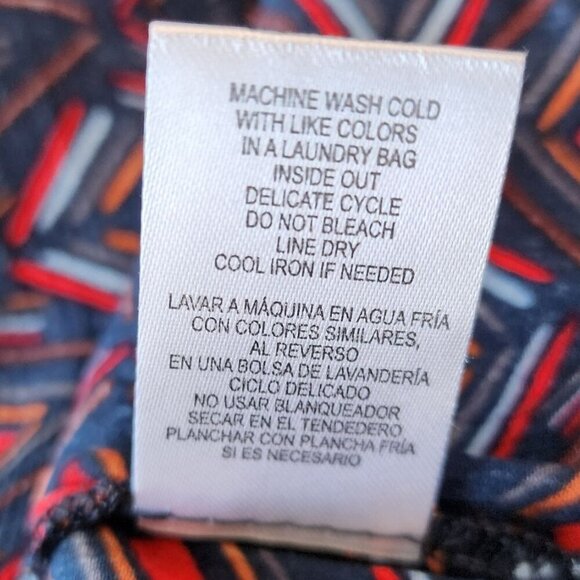 MACHINE WASH COLD
WITH LIKE COLORS
IN A LAUNDRY BAG
INSIDE OUT
DELICATE CYCLE
DO NOT BLEACH
LINE DRY
COOL IRON IF NEEDED
LAVAR A MÁQUINA EN AGUA FRÍA
CON COLORES SIMILARES,
AL REVERSO
EN UNA BOLSA DE LAVANDERÍA
CICLO DELICADO
NO USAR BLANQUEADOR
SECAR EN EL TENDEDERO
PLANCHAR CON PLANCHA FRÍA
SI ES NECESARIO